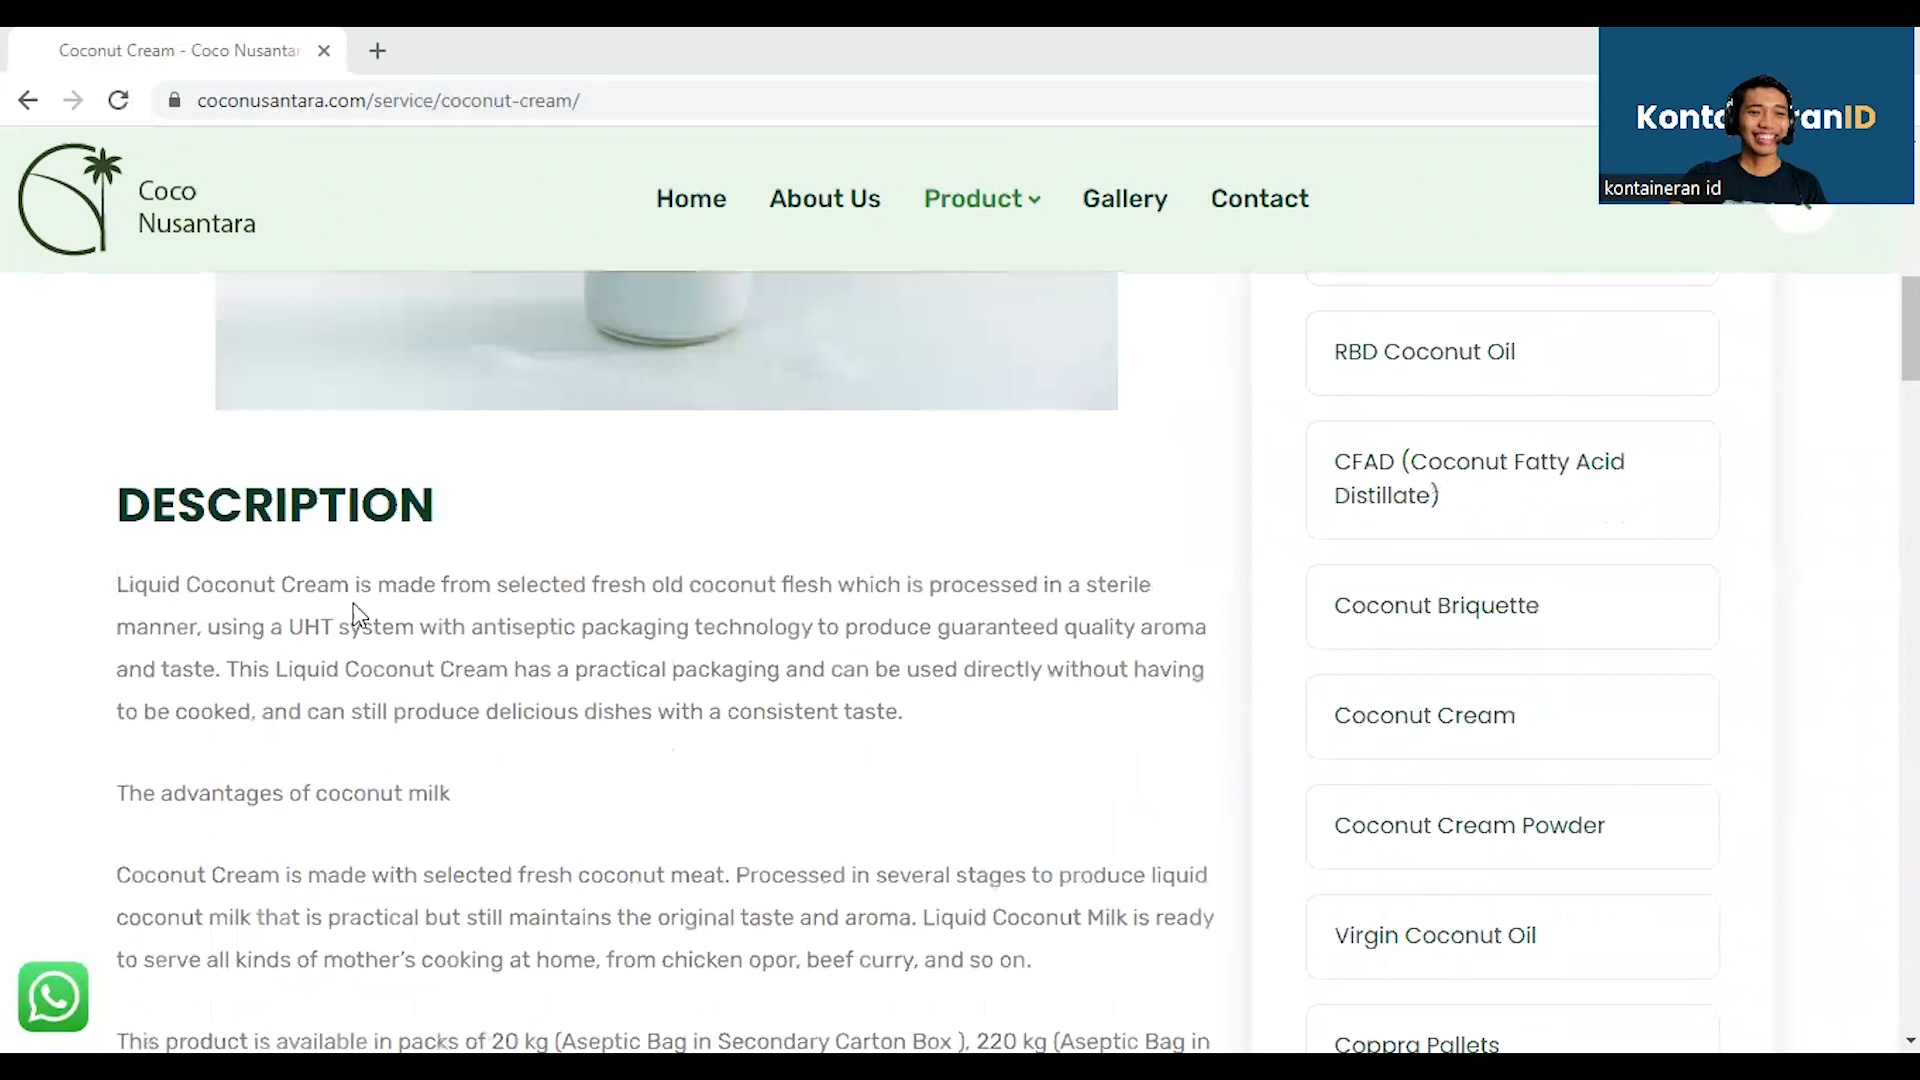 Coconut Cream - Coco Nusantar
coconusantara.com/service/coconut-cream/
KontaineranID
kontaineran id
Coco
Nusantara
Home
About Us
Product
Gallery
Contact
DESCRIPTION
Liquid Coconut Cream is made from selected fresh old coconut flesh which is processed in a sterile
manner, using a UHT system with antiseptic packaging technology to produce guaranteed quality aroma
and taste. This Liquid Coconut Cream has a practical packaging and can be used directly without having
to be cooked, and can still produce delicious dishes with a consistent taste.
The advantages of coconut milk
Coconut Cream is made with selected fresh coconut meat. Processed in several stages to produce liquid
coconut milk that is practical but still maintains the original taste and aroma. Liquid Coconut Milk is ready
to serve all kinds of mother's cooking at home, from chicken opor, beef curry, and so on.
This product is available in packs of 20 kg (Aseptic Bag in Secondary Carton Box ), 220 kg (Aseptic Bag in
RBD Coconut Oil
CFAD (Coconut Fatty Acid
Distillate)
Coconut Briquette
Coconut Cream
Coconut Cream Powder
Virgin Coconut Oil
Coppra Pallets